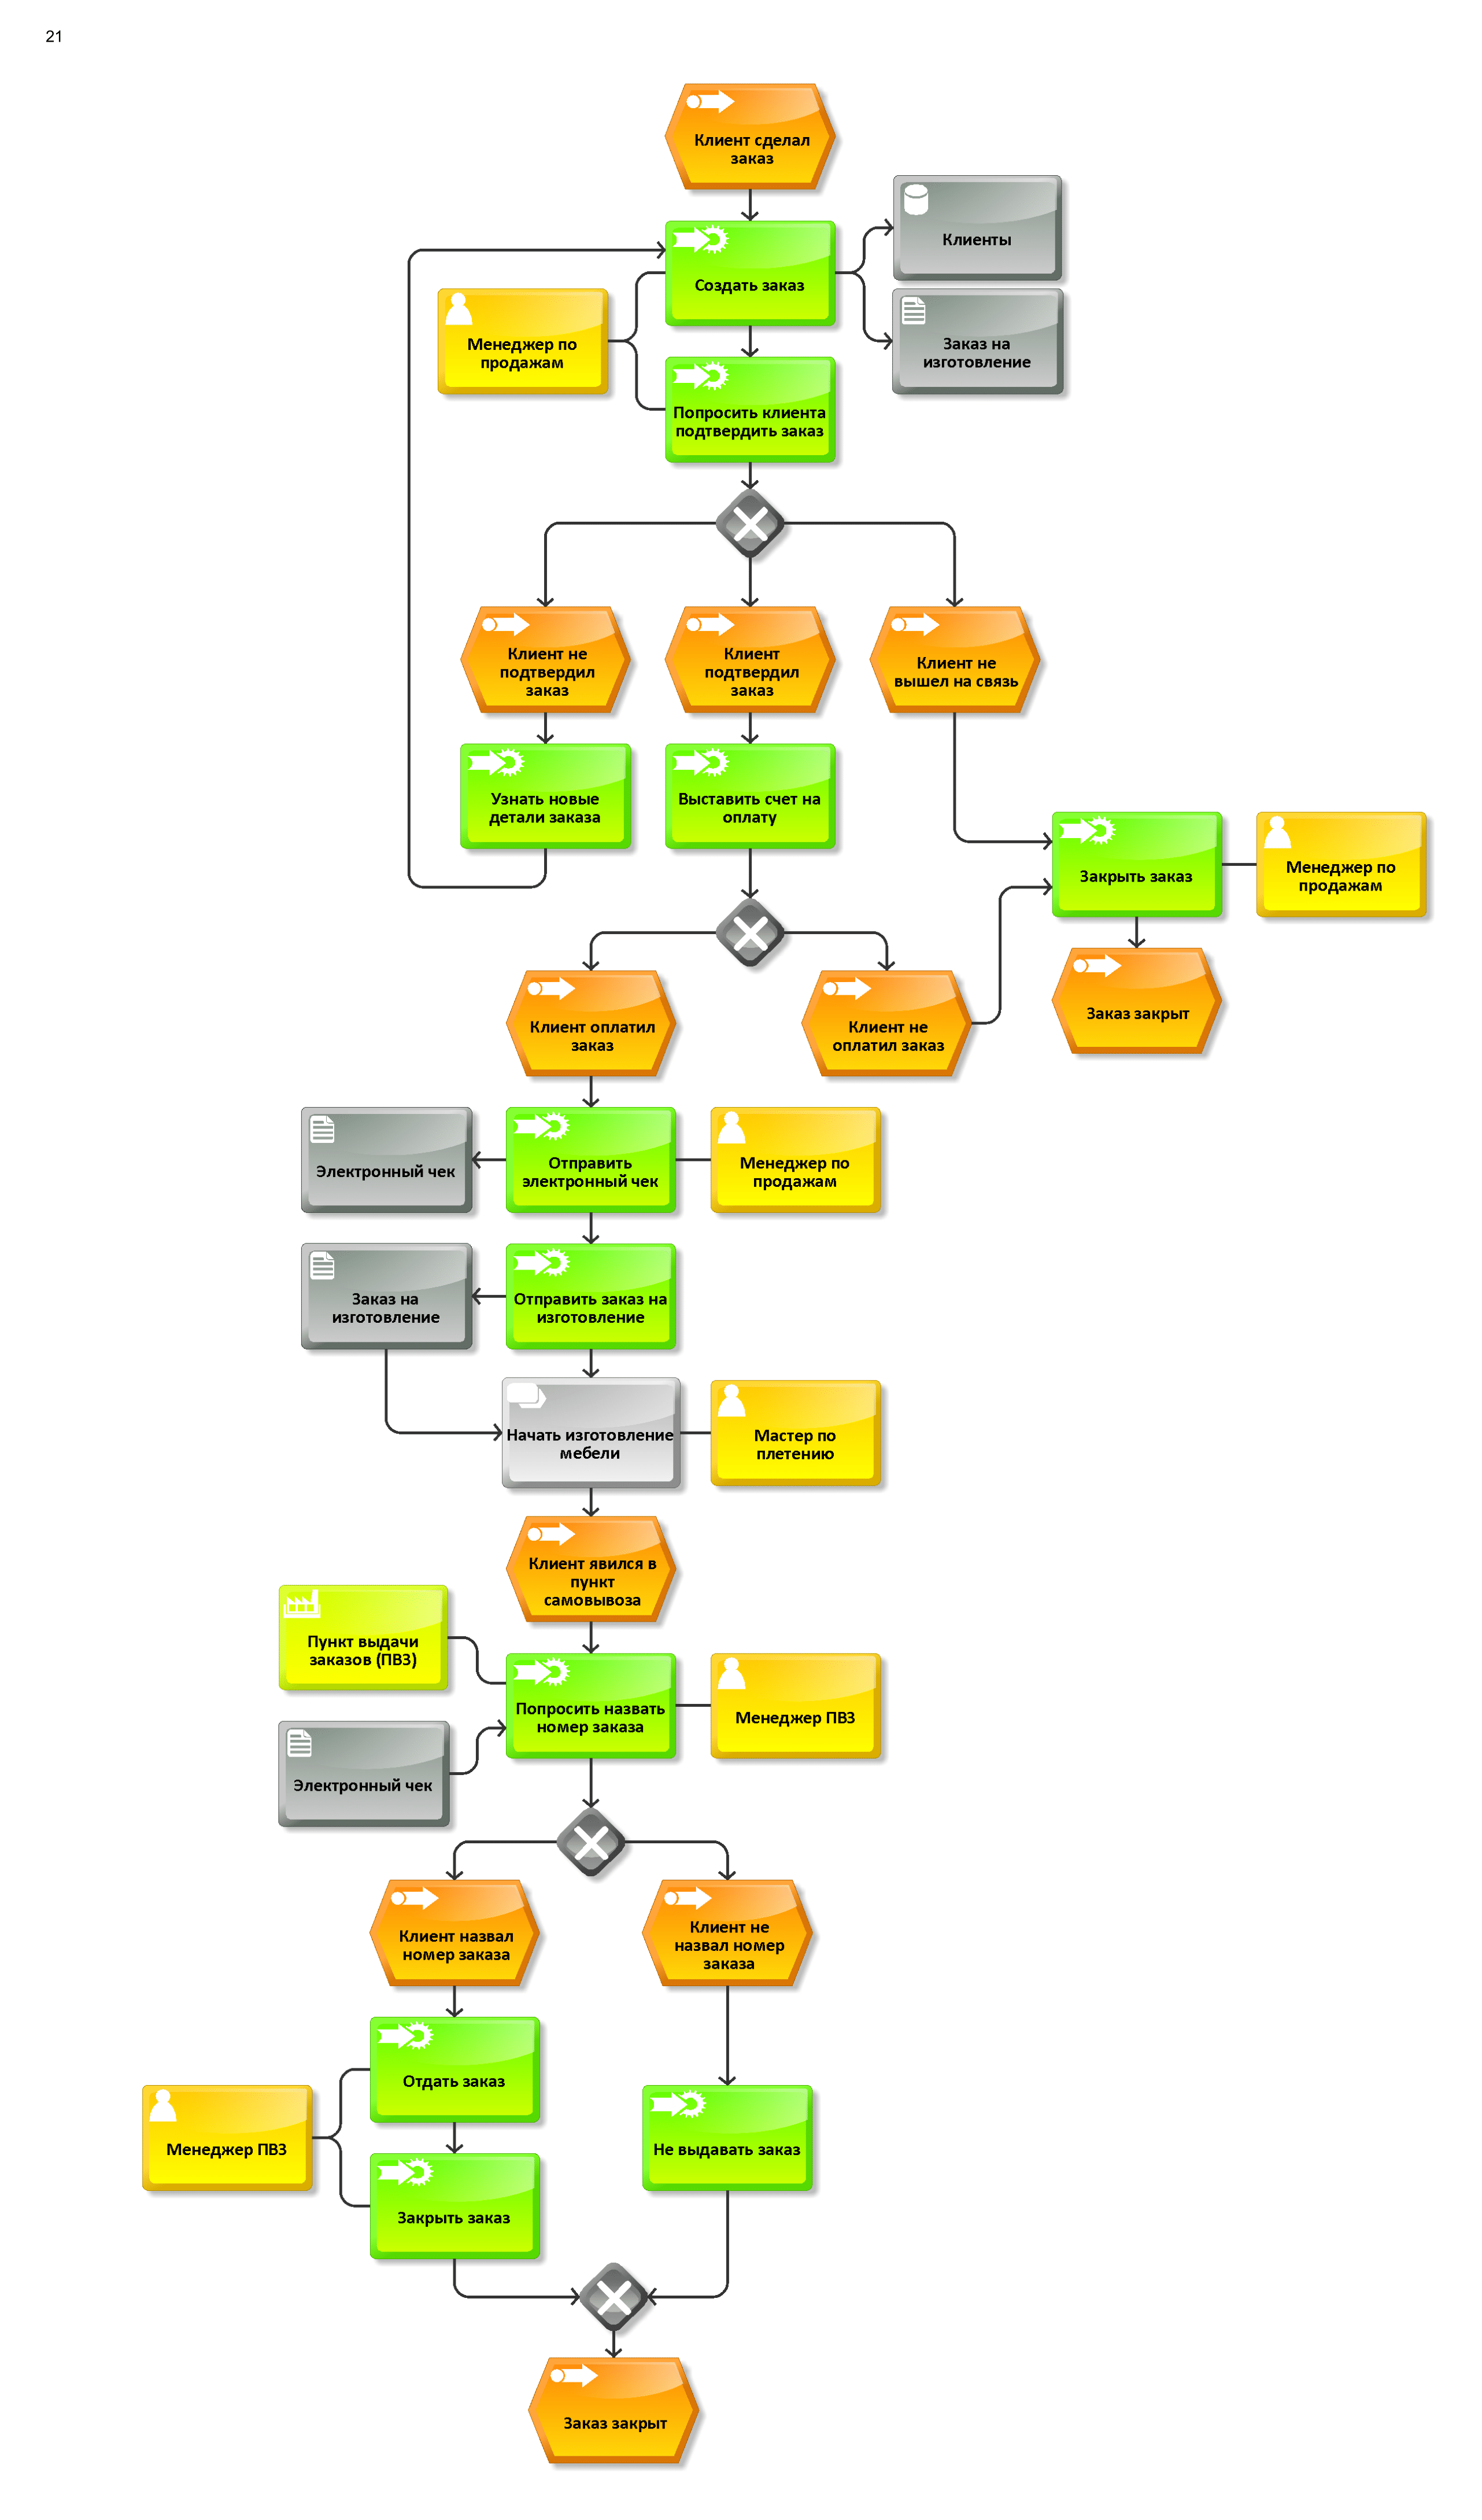 21
Клиент сделал
заказ
Клиенты
Создать заказ
Менеджер по
продажам
Заказ на
изготовление
Попросить клиента
подтвердить заказ
Клиент не
подтвердил
заказ
Клиент
подтвердил
заказ
Клиент не
вышел на связь
Узнать новые
детали заказа
Выставить счет на
оплату
Закрыть заказ
Менеджер по
продажам
Клиент оплатил
заказ
Клиент не
оплатил заказ
Заказ закрыт
Электронный чек
Отправить
электронный чек
Менеджер по
продажам
Заказ на
изготовление
Отправить заказ на
изготовление
Начать изготовление
мебели
Мастер по
плетению
Клиент явился в
пункт
самовывоза
Пункт выдачи
заказов (ПВЗ)
Попросить назвать
номер заказа
Менеджер ПВЗ
Электронный чек
Клиент назвал
номер заказа
Клиент не
назвал номер
заказа
Отдать заказ
Менеджер ПВЗ
Не выдавать заказ
Закрыть заказ
Заказ закрыт